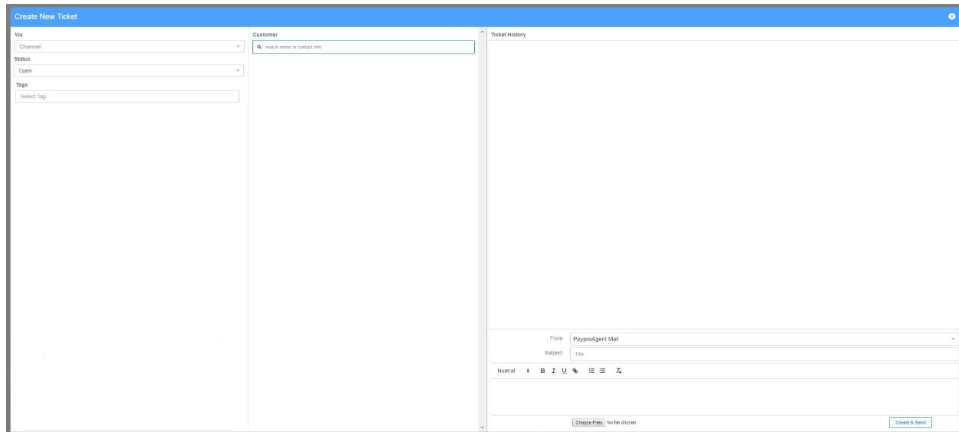 Create New Ticket
Via
Channel
Status
Open
Tags
Select Tag
Customer
search name or contact info
Ticket History
From
PayproAgent Mail
Subject
Title
Normal
B I U
Choose Files No file chosen
Create & Send